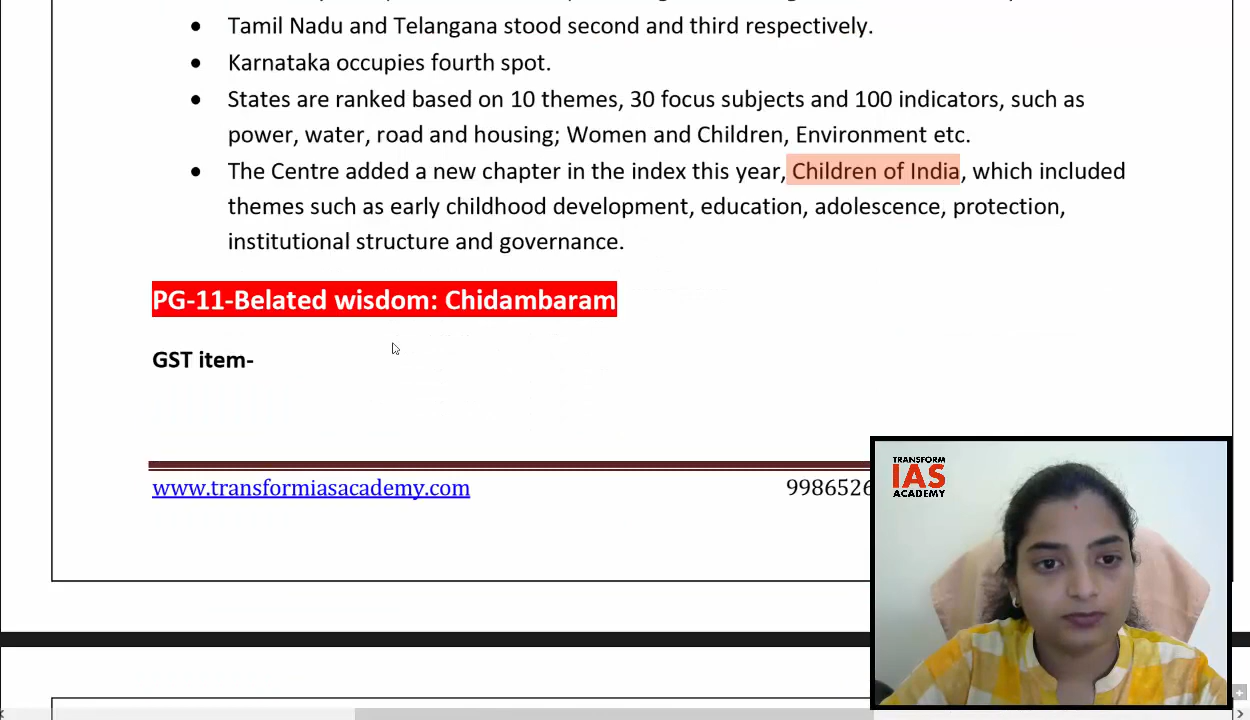 • Tamil Nadu and Telangana stood second and third respectively.
• Karnataka occupies fourth spot.
• States are ranked based on 10 themes, 30 focus subjects and 100 indicators, such as
power, water, road and housing; Women and Children, Environment etc.
• The Centre added a new chapter in the index this year, Children of India, which included
themes such as early childhood development, education, adolescence, protection,
institutional structure and governance.
PG-11-Belated wisdom: Chidambaram
GST item-
www.transformiasacademy.com
9986526
TRANSFORM
IAS
ACADEMY